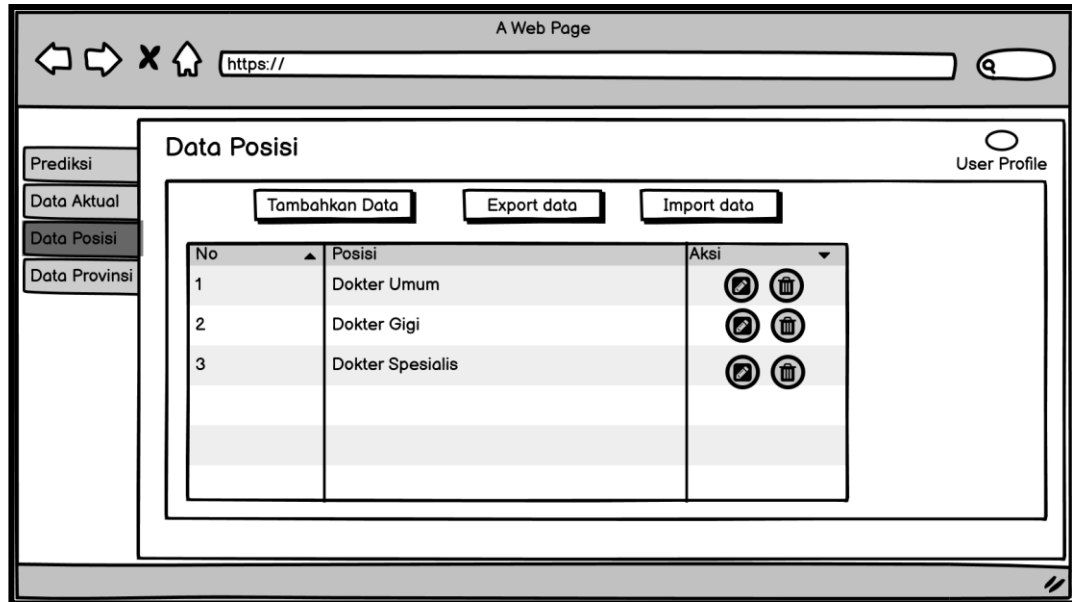 A Web Page
https://
Data Posisi
User Profile
Prediksi
Data Aktual
Data Posisi
Data Provinsi
Tambahkan Data
Export data
Import data
No Posisi Aksi
1 Dokter Umum
2 Dokter Gigi
3 Dokter Spesialis